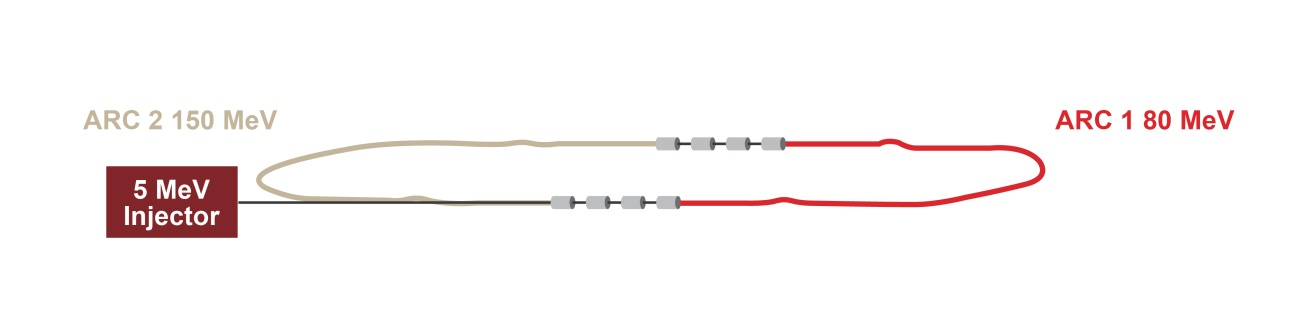 ARC 2 150 MeV
ARC 1 80 MeV
5 MeV
Injector